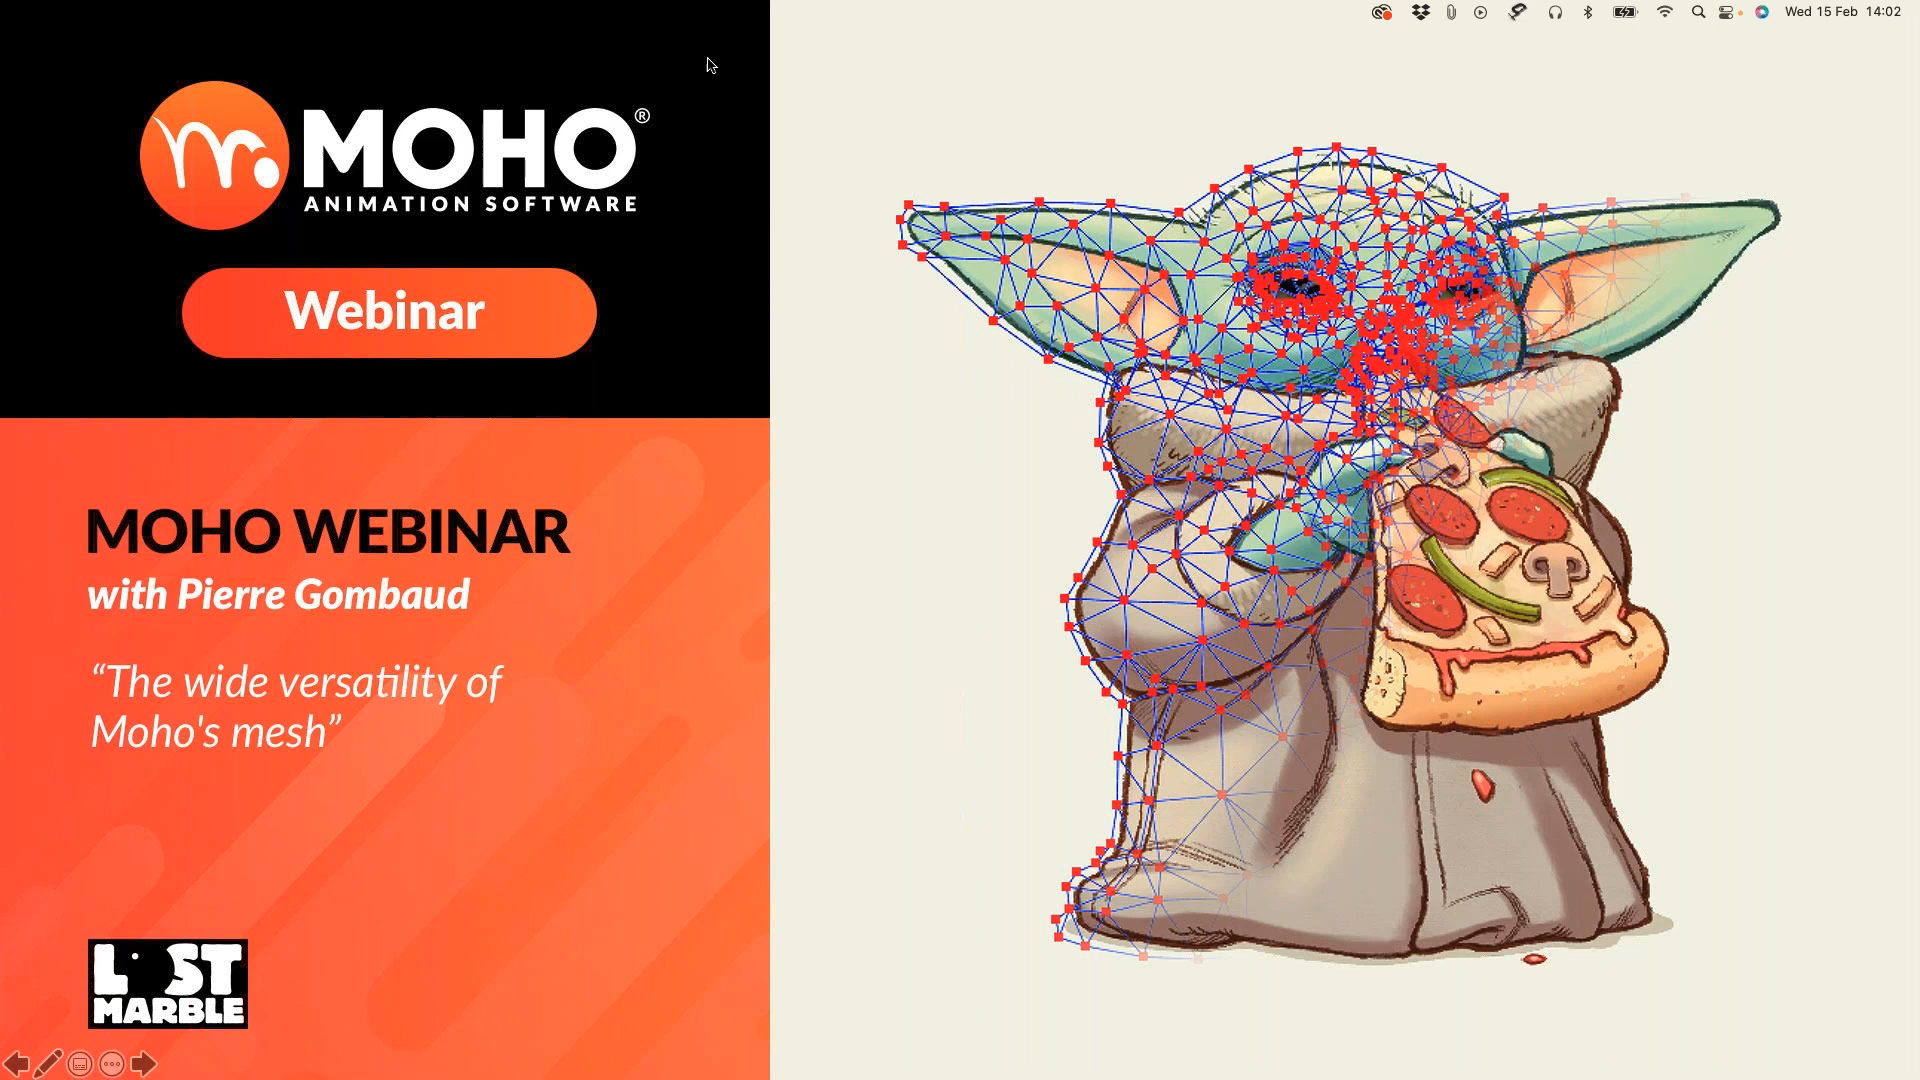 Wed 15 Feb 14:02
MOHO®
ANIMATION SOFTWARE
Webinar
MOHO WEBINAR
with Pierre Gombaud
“The wide versatility of
Moho's mesh”
LOST
MARBLE